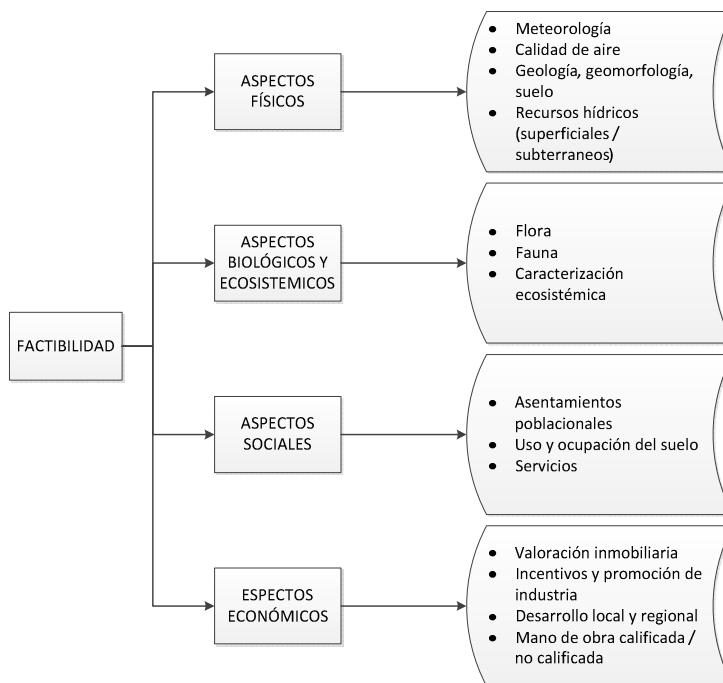 FACTIBILIDAD
ASPECTOS
FÍSICOS
● Meteorología
● Calidad de aire
● Geología, geomorfología,
suelo
● Recursos hídricos
(superficiales /
subterraneos)
ASPECTOS
BIOLÓGICOS Y
ECOSISTEMICOS
● Flora
● Fauna
● Caracterización
ecosistémica
ASPECTOS
SOCIALES
● Asentamientos
poblacionales
● Uso y ocupación del suelo
● Servicios
ESPECTOS
ECONÓMICOS
● Valoración inmobiliaria
● Incentivos y promoción de
industria
● Desarrollo local y regional
● Mano de obra calificada /
no calificada